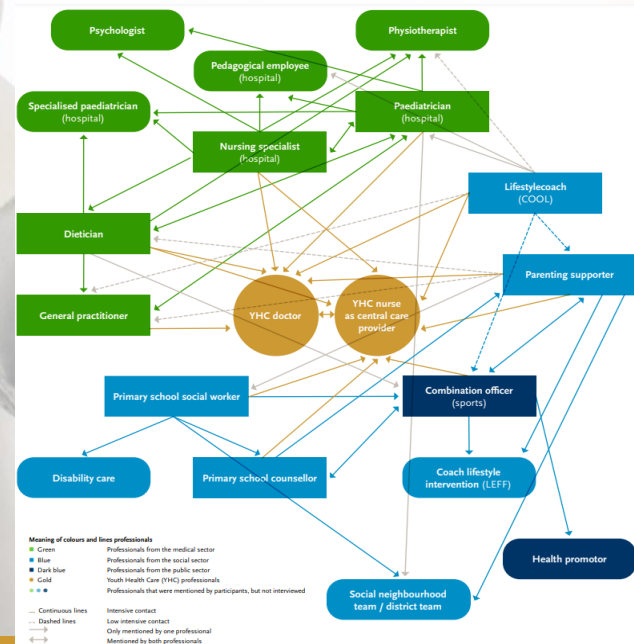 Psychologist
Physiotherapist
Pedagogical employee
(hospital)
Specialised paediatrician
(hospital)
Paediatrician
(hospital)
Nursing specialist
(hospital)
Lifestylecoach
(COOL)
Dietician
Parenting supporter
General practitioner
YHC doctor
YHC nurse
as central care
provider
Primary school social worker
Combination officer
(sports)
Disability care
Primary school counsellor
Coach lifestyle
intervention (LEFF)
Health promotor
Social neighbourhood
team / district team
Meaning of colours and lines professionals
Green Professionals from the medical sector
Blue Professionals from the social sector
Dark blue Professionals from the public sector
Gold Youth Health Care (YHC) professionals
Professionals that were mentioned by participants, but not interviewed
Continuous lines Intensive contact
Dashed lines Low intensive contact
Only mentioned by one professional
Mentioned by both professionals